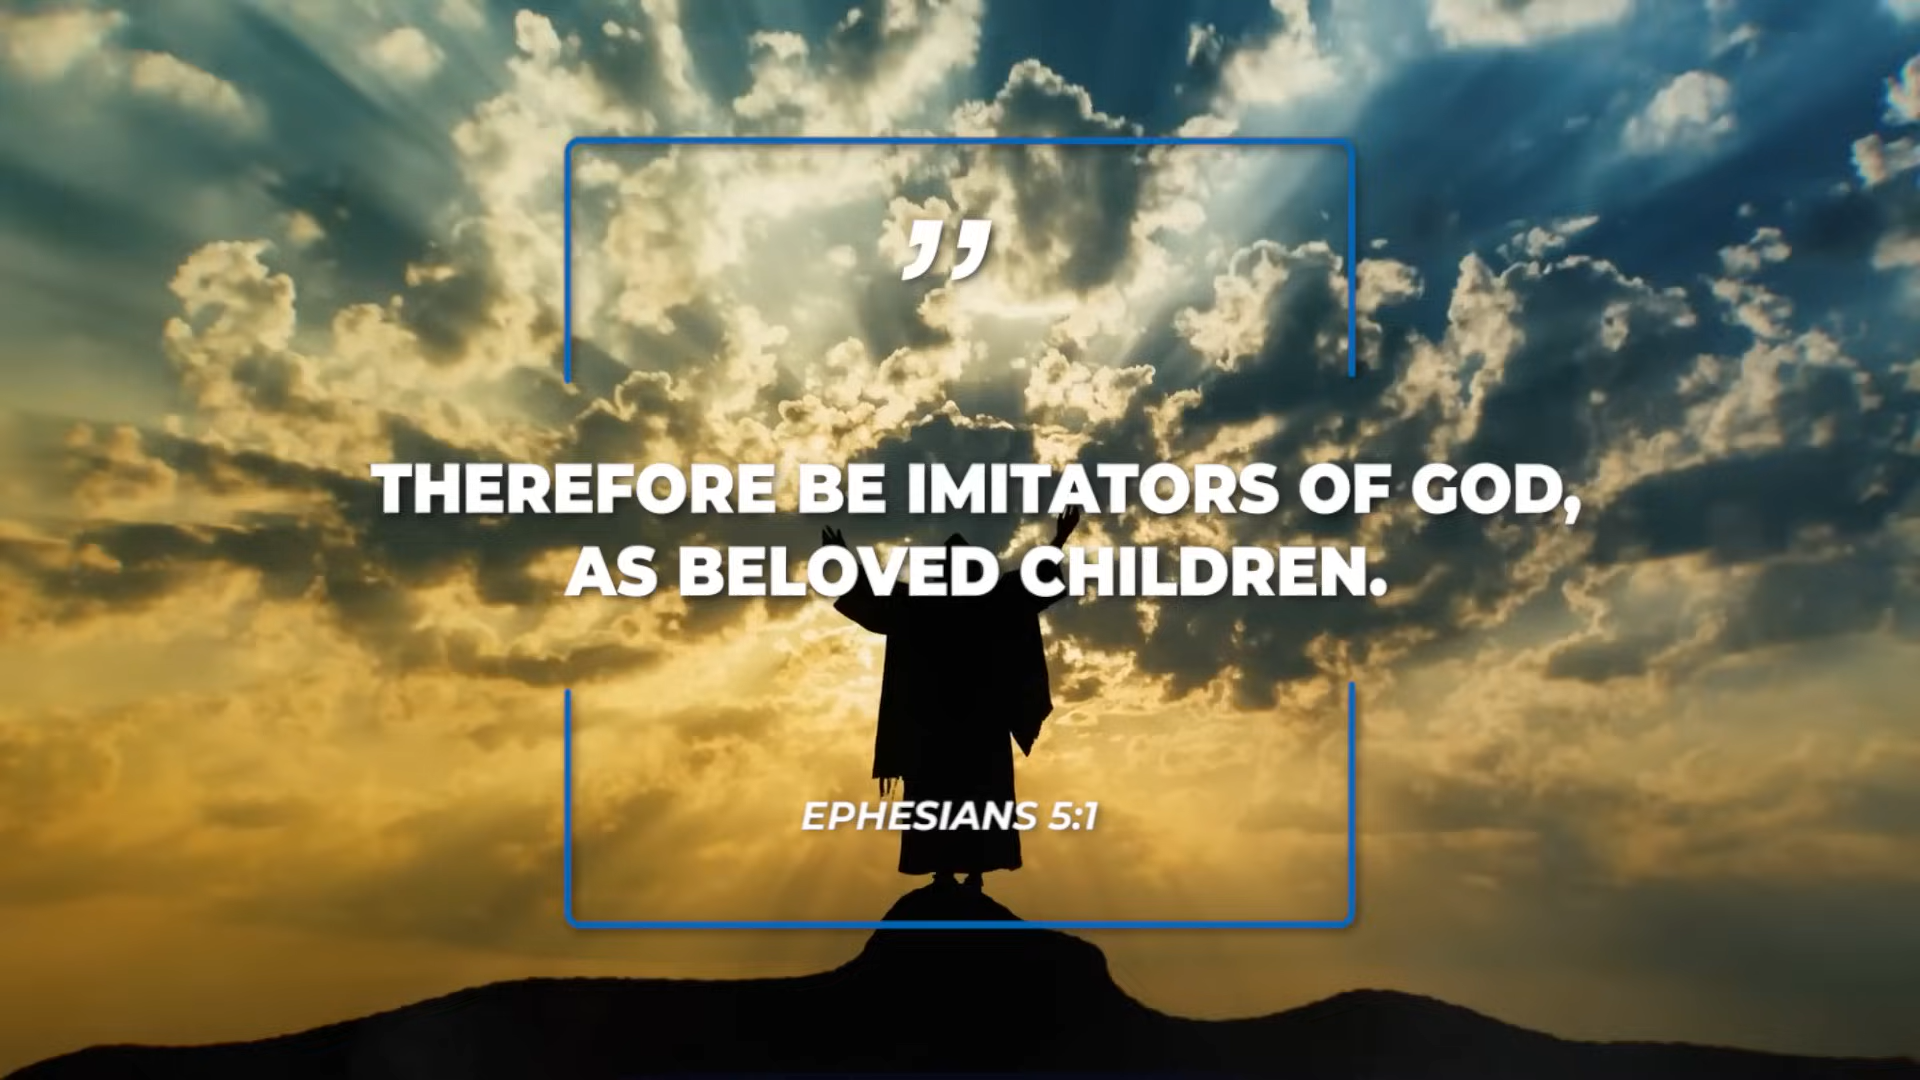 ”
THEREFORE BE IMITATORS OF GOD,
AS BELOVED CHILDREN.
EPHESIANS 5:1